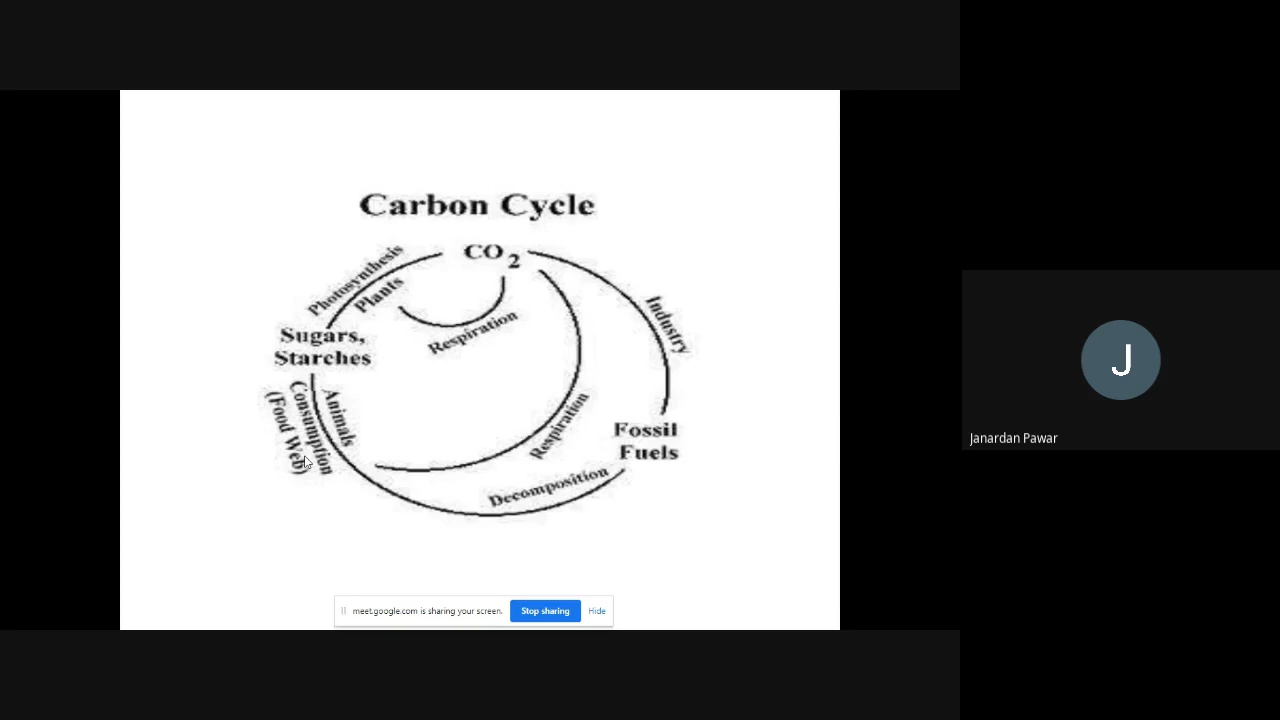 Carbon Cycle
CO2
Photosynthesis
Plants
Respiration
Industry
Sugars,
Starches
Animals
Consumption
(Food Web)
Respiration
Fossil
Fuels
Decomposition
meet.google.com is sharing your screen.
Stop sharing
Hide
J
Janardan Pawar